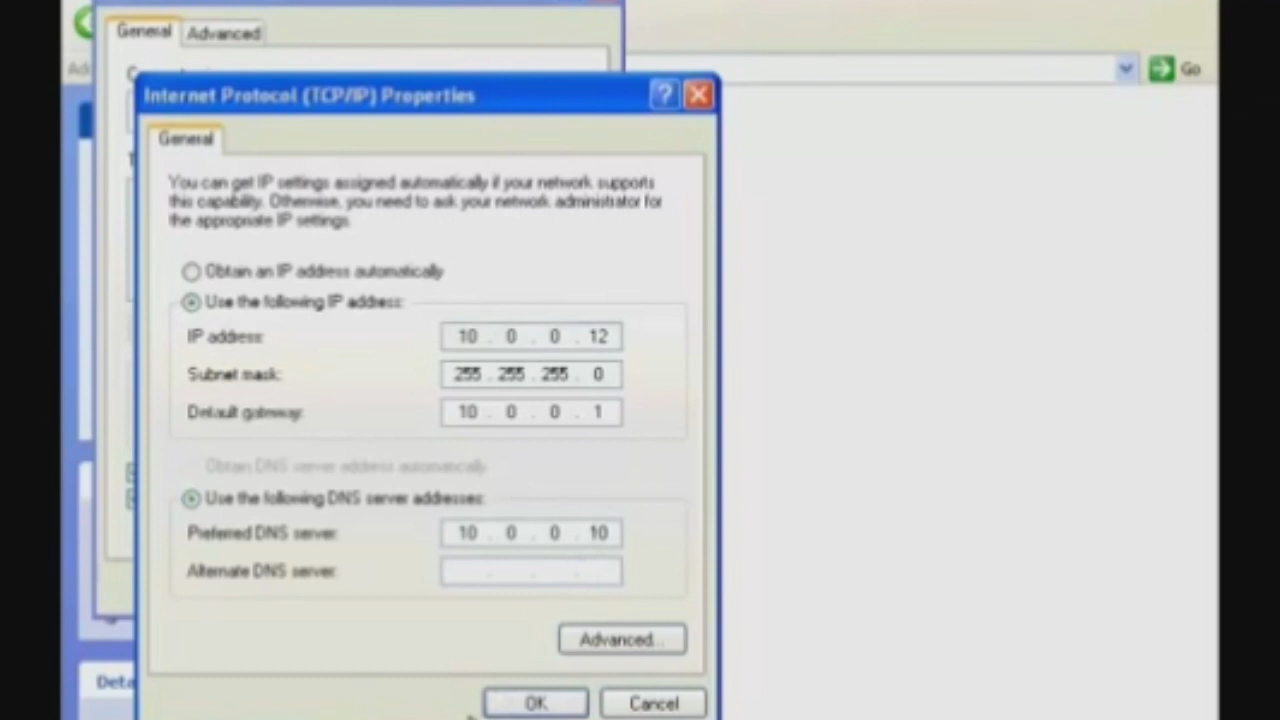 General Advanced
Go
Internet Protocol (TCP/IP) Properties
General
You can get IP settings assigned automatically if your network supports
this capability. Otherwise, you need to ask your network administrator for
the appropriate IP settings.
Obtain an IP address automatically
Use the following IP address:
IP address: 10 . 0 . 0 . 12
Subnet mask: 255 . 255 . 255 . 0
Default gateway: 10 . 0 . 0 . 1
Obtain DNS server address automatically
Use the following DNS server addresses:
Preferred DNS server: 10 . 0 . 0 . 10
Alternate DNS server: . . .
Advanced...
OK Cancel